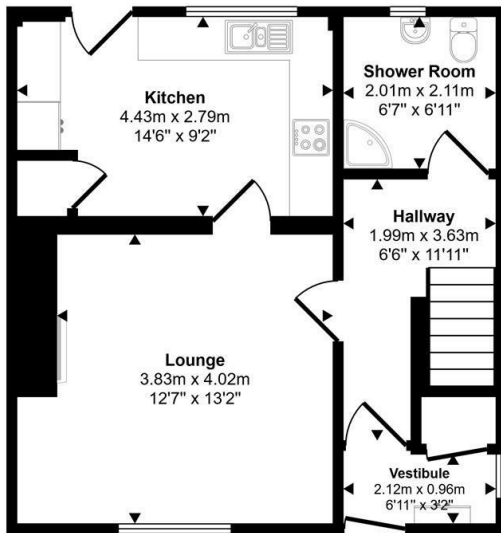 Kitchen
4.43m x 2.79m
14'6" x 9'2"
Shower Room
2.01m x 2.11m
6'7" x 6'11"
Hallway
1.99m x 3.63m
6'6" x 11'11"
Lounge
3.83m x 4.02m
12'7" x 13'2"
Vestibule
2.12m x 0.96m
6'11" x 3'2"